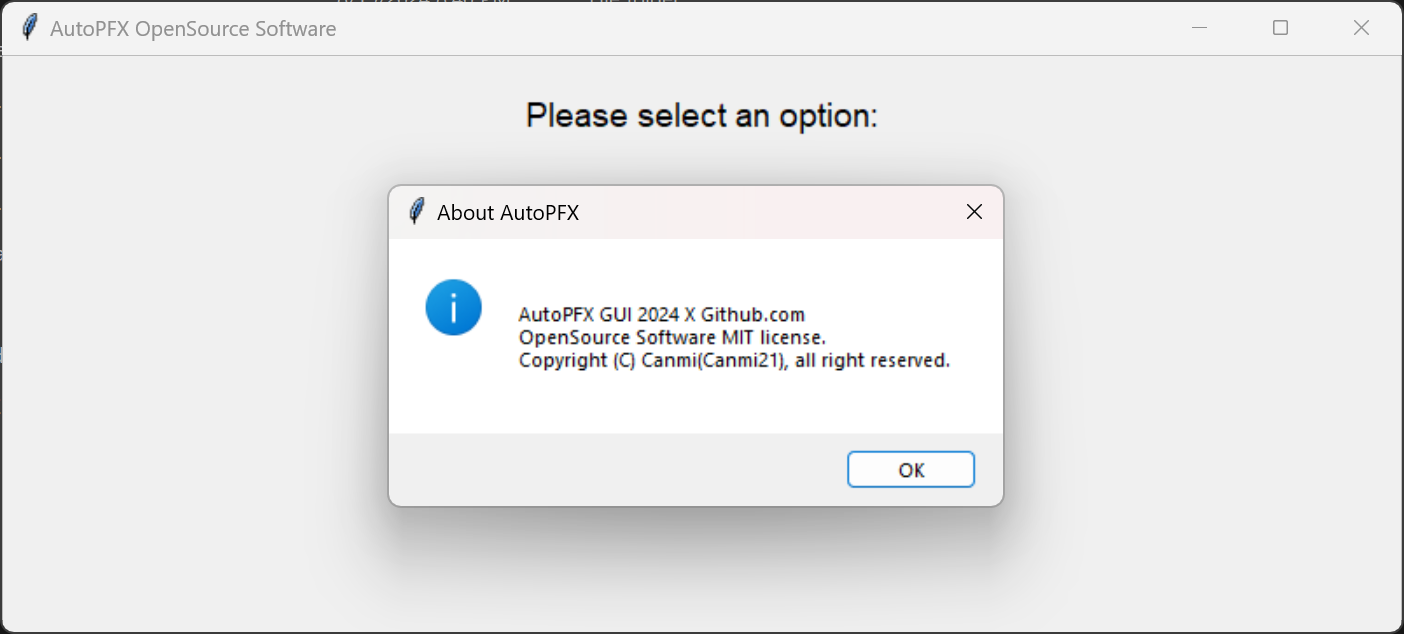 AutoPFX OpenSource Software
Please select an option:
About AutoPFX
AutoPFX GUI 2024 X Github.com
OpenSource Software MIT license.
Copyright (C) Canmi(Canmi21), all right reserved.
OK